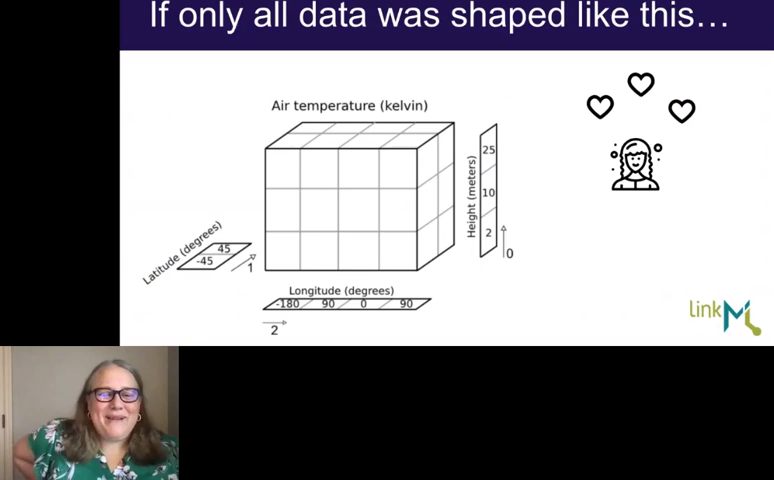 If only all data was shaped like this…
Air temperature (kelvin)
25
10
2
Height (meters)
0
Latitude (degrees)
45
-45
1
Longitude (degrees)
-180 90 0 90
2
link ML